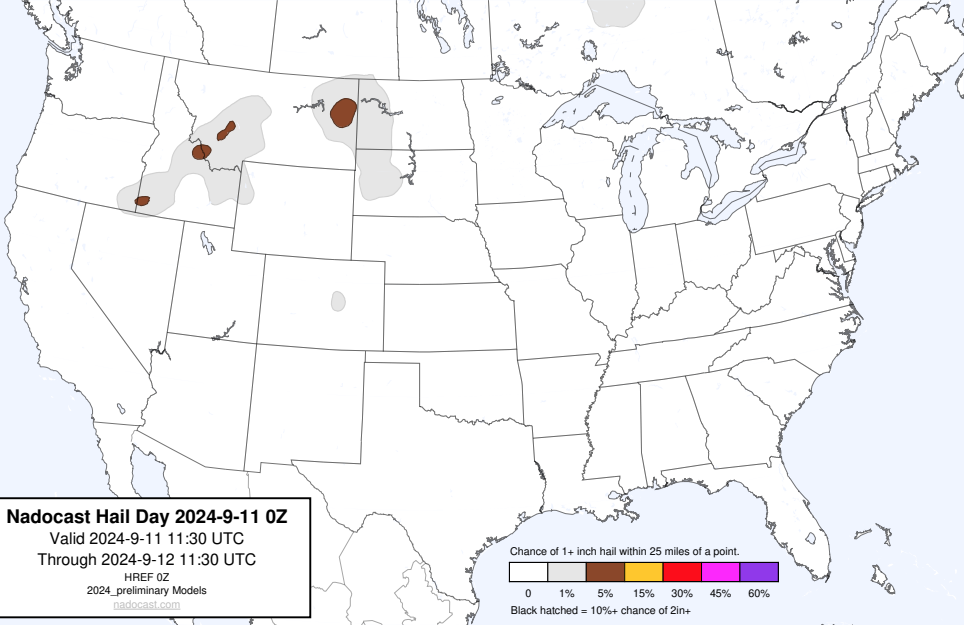 Nadocast Hail Day 2024-9-11 0Z
Valid 2024-9-11 11:30 UTC
Through 2024-9-12 11:30 UTC
HREF 0Z
2024_preliminary Models
nadocast.com
Chance of 1+ inch hail within 25 miles of a point.
0 1% 5% 15% 30% 45% 60%
Black hatched = 10%+ chance of 2in+